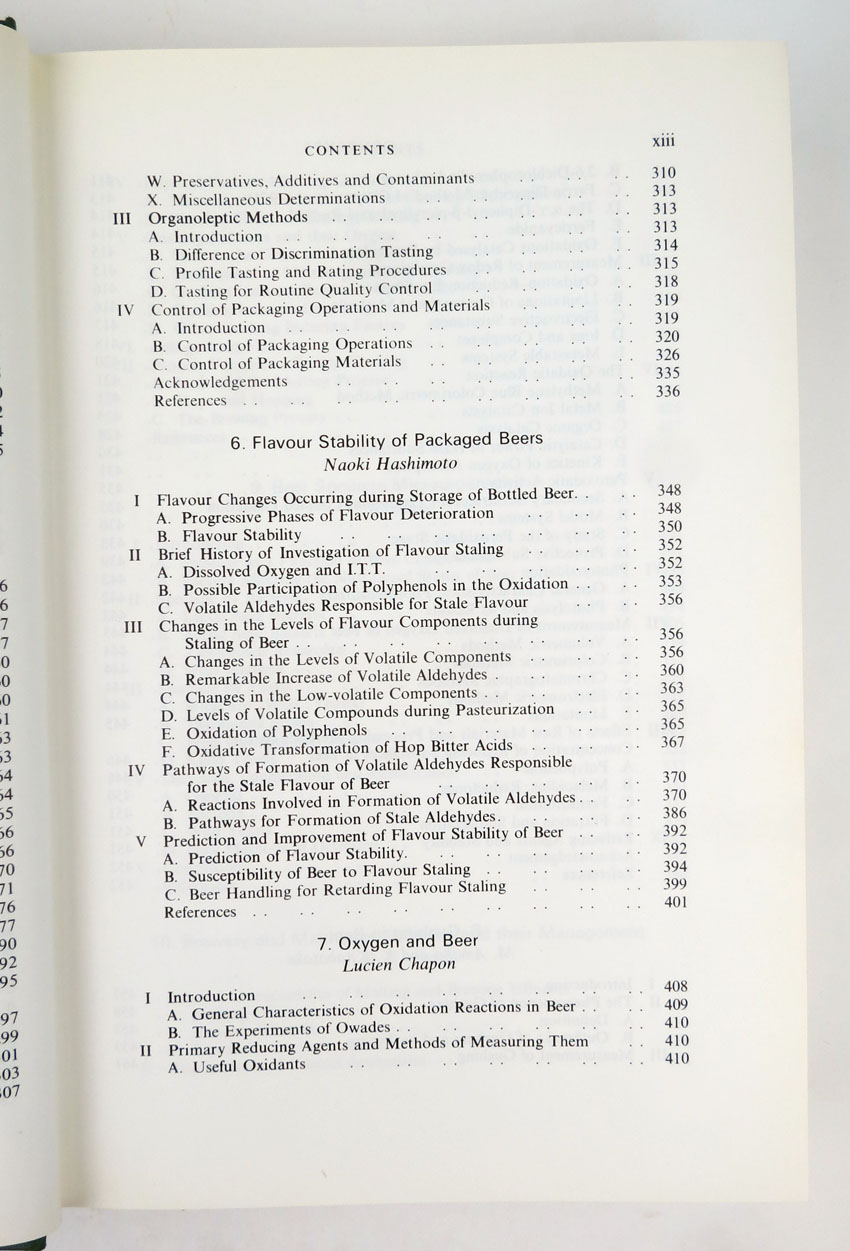 CONTENTS xiii
W. Preservatives, Additives and Contaminants . . . 310
X. Miscellaneous Determinations . . . 313
III Organoleptic Methods . . . 313
A. Introduction . . . 313
B. Difference or Discrimination Tasting . . . 314
C. Profile Tasting and Rating Procedures . . . 315
D. Tasting for Routine Quality Control . . . 318
IV Control of Packaging Operations and Materials . . . 319
A. Introduction . . . 319
B. Control of Packaging Operations . . . 320
C. Control of Packaging Materials . . . 326
Acknowledgements . . . 335
References . . . 336
6. Flavour Stability of Packaged Beers
Naoki Hashimoto
I Flavour Changes Occurring during Storage of Bottled Beer. . . . 348
A. Progressive Phases of Flavour Deterioration . . . 348
B. Flavour Stability . . . 350
II Brief History of Investigation of Flavour Staling . . . 352
A. Dissolved Oxygen and I.T.T. . . . 352
B. Possible Participation of Polyphenols in the Oxidation . . . 353
C. Volatile Aldehydes Responsible for Stale Flavour . . . 356
III Changes in the Levels of Flavour Components during
Staling of Beer . . . 356
A. Changes in the Levels of Volatile Components . . . 356
B. Remarkable Increase of Volatile Aldehydes . . . 360
C. Changes in the Low-volatile Components . . . 363
D. Levels of Volatile Compounds during Pasteurization . . . 365
E. Oxidation of Polyphenols . . . 365
F. Oxidative Transformation of Hop Bitter Acids . . . 367
IV Pathways of Formation of Volatile Aldehydes Responsible
for the Stale Flavour of Beer . . . 370
A. Reactions Involved in Formation of Volatile Aldehydes . . . 370
B. Pathways for Formation of Stale Aldehydes. . . . 386
V Prediction and Improvement of Flavour Stability of Beer . . . 392
A. Prediction of Flavour Stability. . . . 392
B. Susceptibility of Beer to Flavour Staling . . . 394
C. Beer Handling for Retarding Flavour Staling . . . 399
References . . . 401
7. Oxygen and Beer
Lucien Chapon
I Introduction . . . 408
A. General Characteristics of Oxidation Reactions in Beer . . . 409
B. The Experiments of Owades . . . 410
II Primary Reducing Agents and Methods of Measuring Them . . . 410
A. Useful Oxidants . . . 410